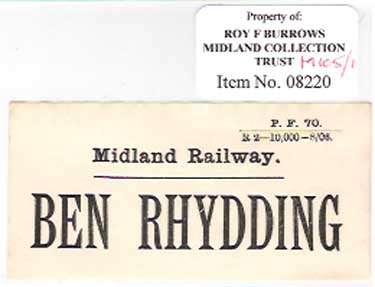 Property of:
ROY F BURROWS
MIDLAND COLLECTION
TRUST
Item No. 08220
P. F. 70.
R 2—10,000—8/06.
Midland Railway.
BEN RHYDDING